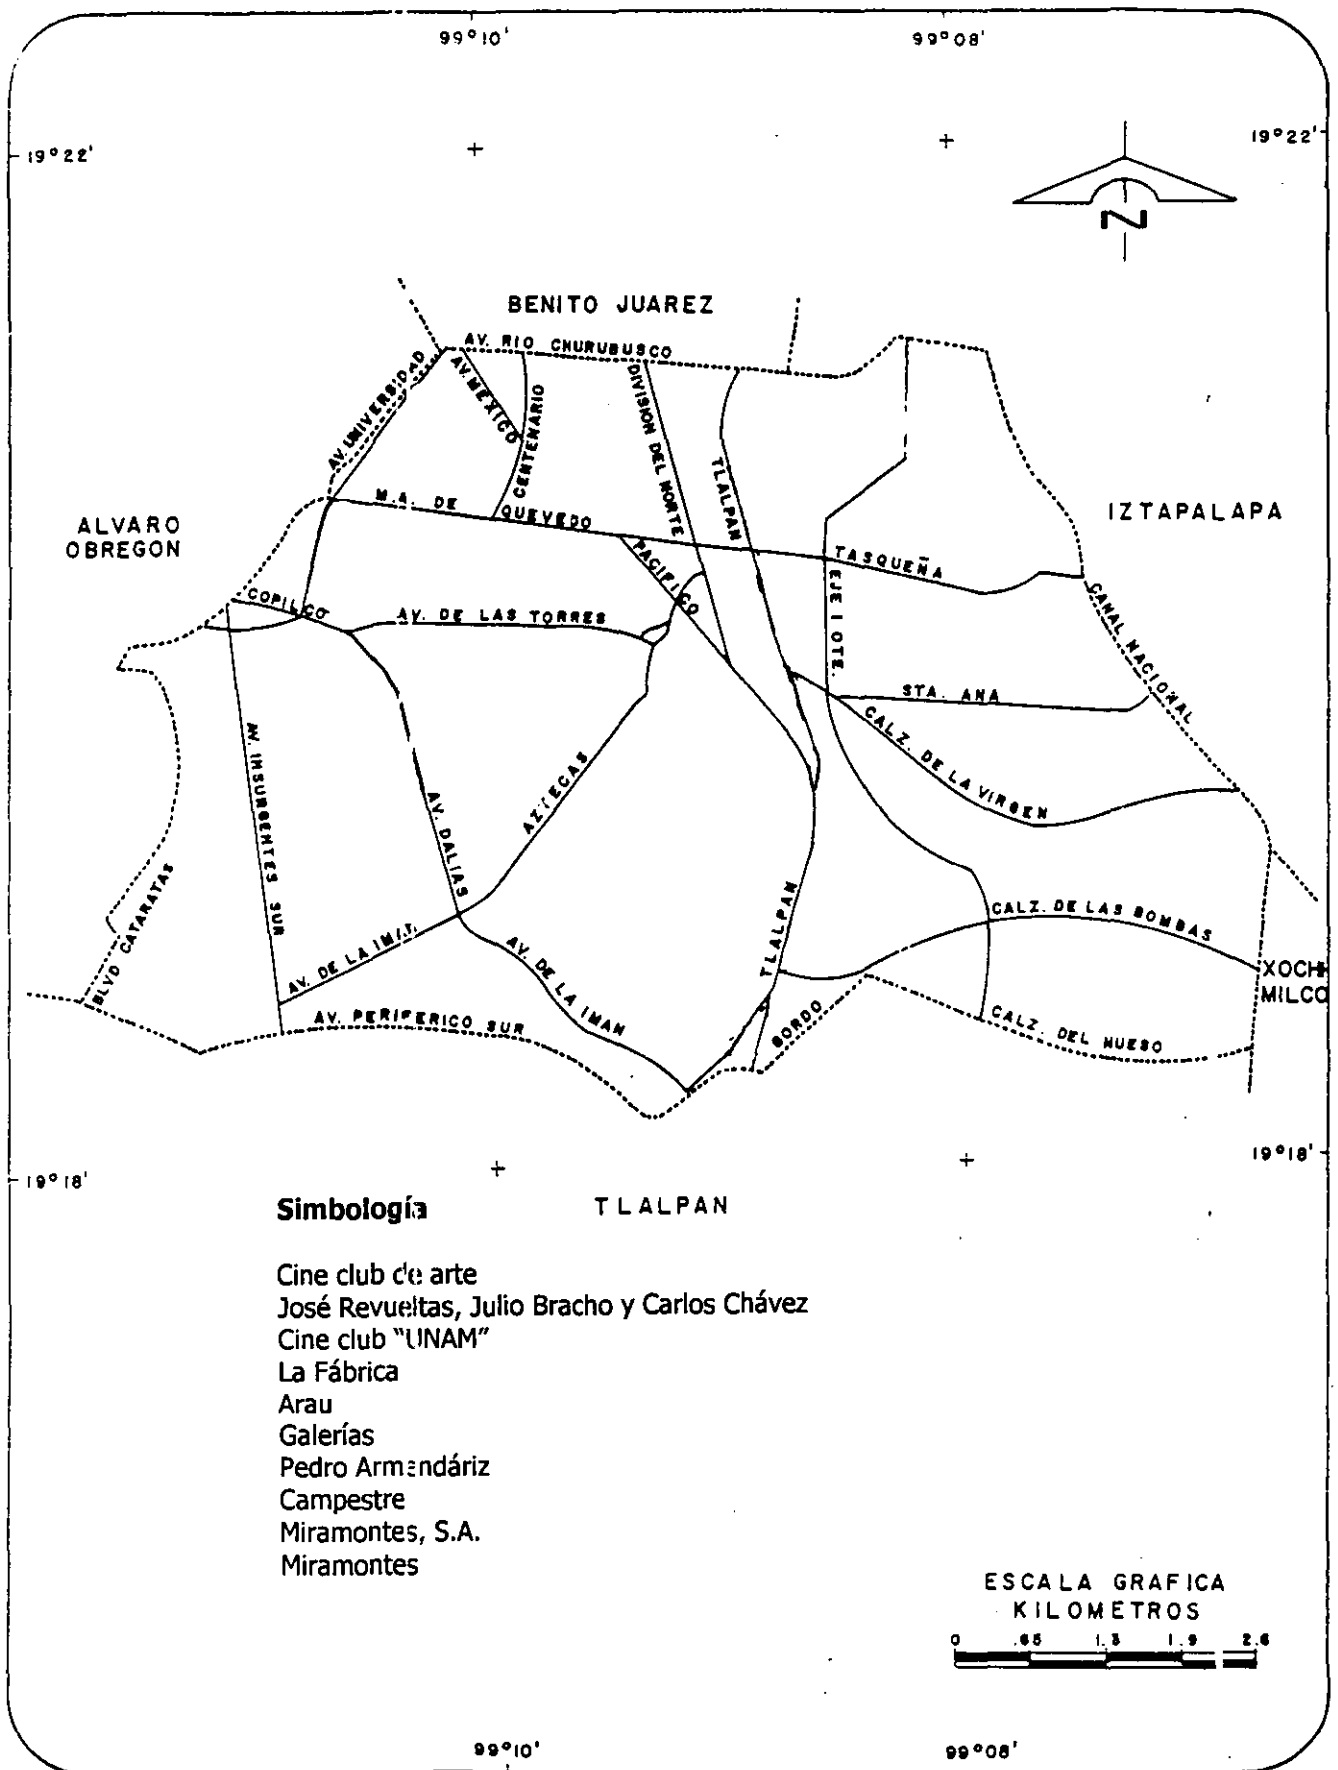 99°10'
99°08'
19°22'
19°22'
N
BENITO JUAREZ
AV. RIO CHURUBUSCO
AV. UNIVERSIDAD
AV. MEXICO
CENTENARIO
DIVISION DEL NORTE
TLALPAN
M.A. DE QUEVEDO
ALVARO
OBREGON
IZTAPALAPA
TASQUEÑA
PACIFICO
EJE 1 OTE.
CANAL NACIONAL
COPILCO
AV. DE LAS TORRES
STA. ANA
CALZ. DE LA VIRGEN
AV. INSURGENTES SUR
AV. DALIAS
AZTECAS
BLVD CATARATAS
AV. DE LA IMAN
AV. DE LA IMAN
TLALPAN
CALZ. DE LAS BOMBAS
XOCHI
MILCO
AV. PERIFERICO SUR
BORDO
CALZ. DEL HUESO
19°18'
19°18'
Simbología
TLALPAN
Cine club de arte
José Revueltas, Julio Bracho y Carlos Chávez
Cine club "UNAM"
La Fábrica
Arau
Galerías
Pedro Armendáriz
Campestre
Miramontes, S.A.
Miramontes
ESCALA GRAFICA
KILOMETROS
0 .65 1.3 1.9 2.6
99°10'
99°08'